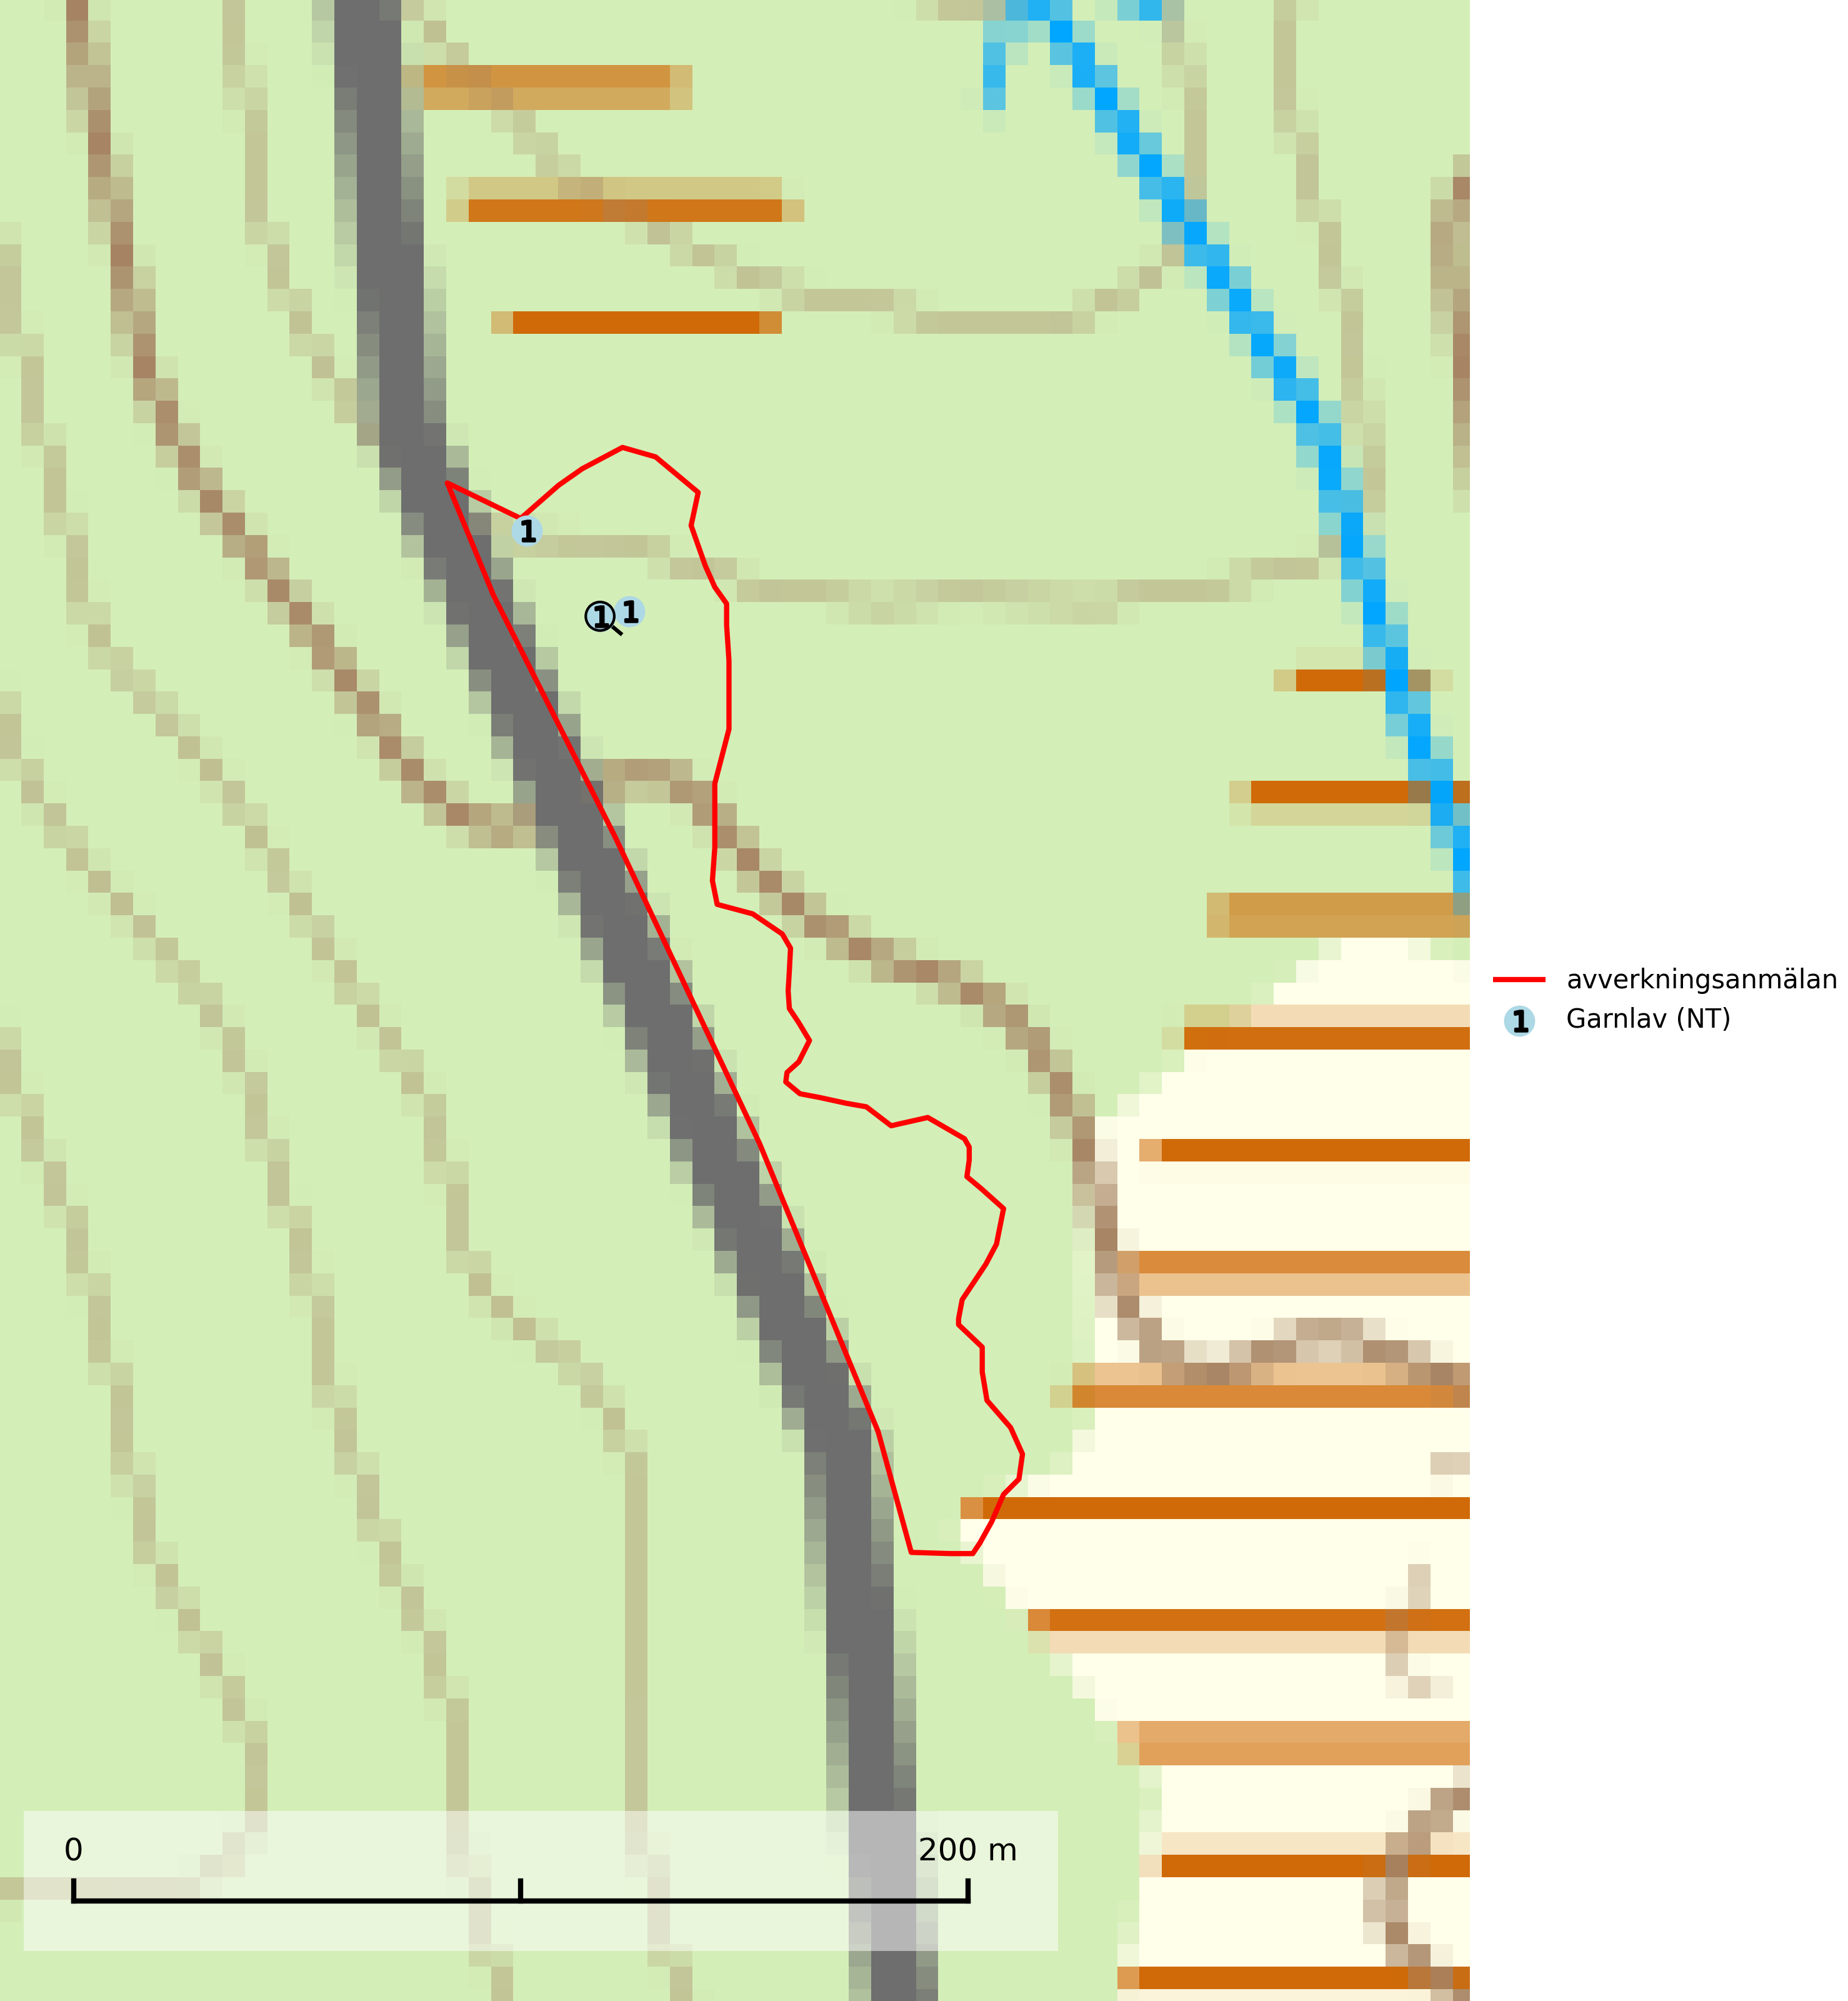 1
1 1
avverkningsanmälan
1 Garnlav (NT)
0 200 m